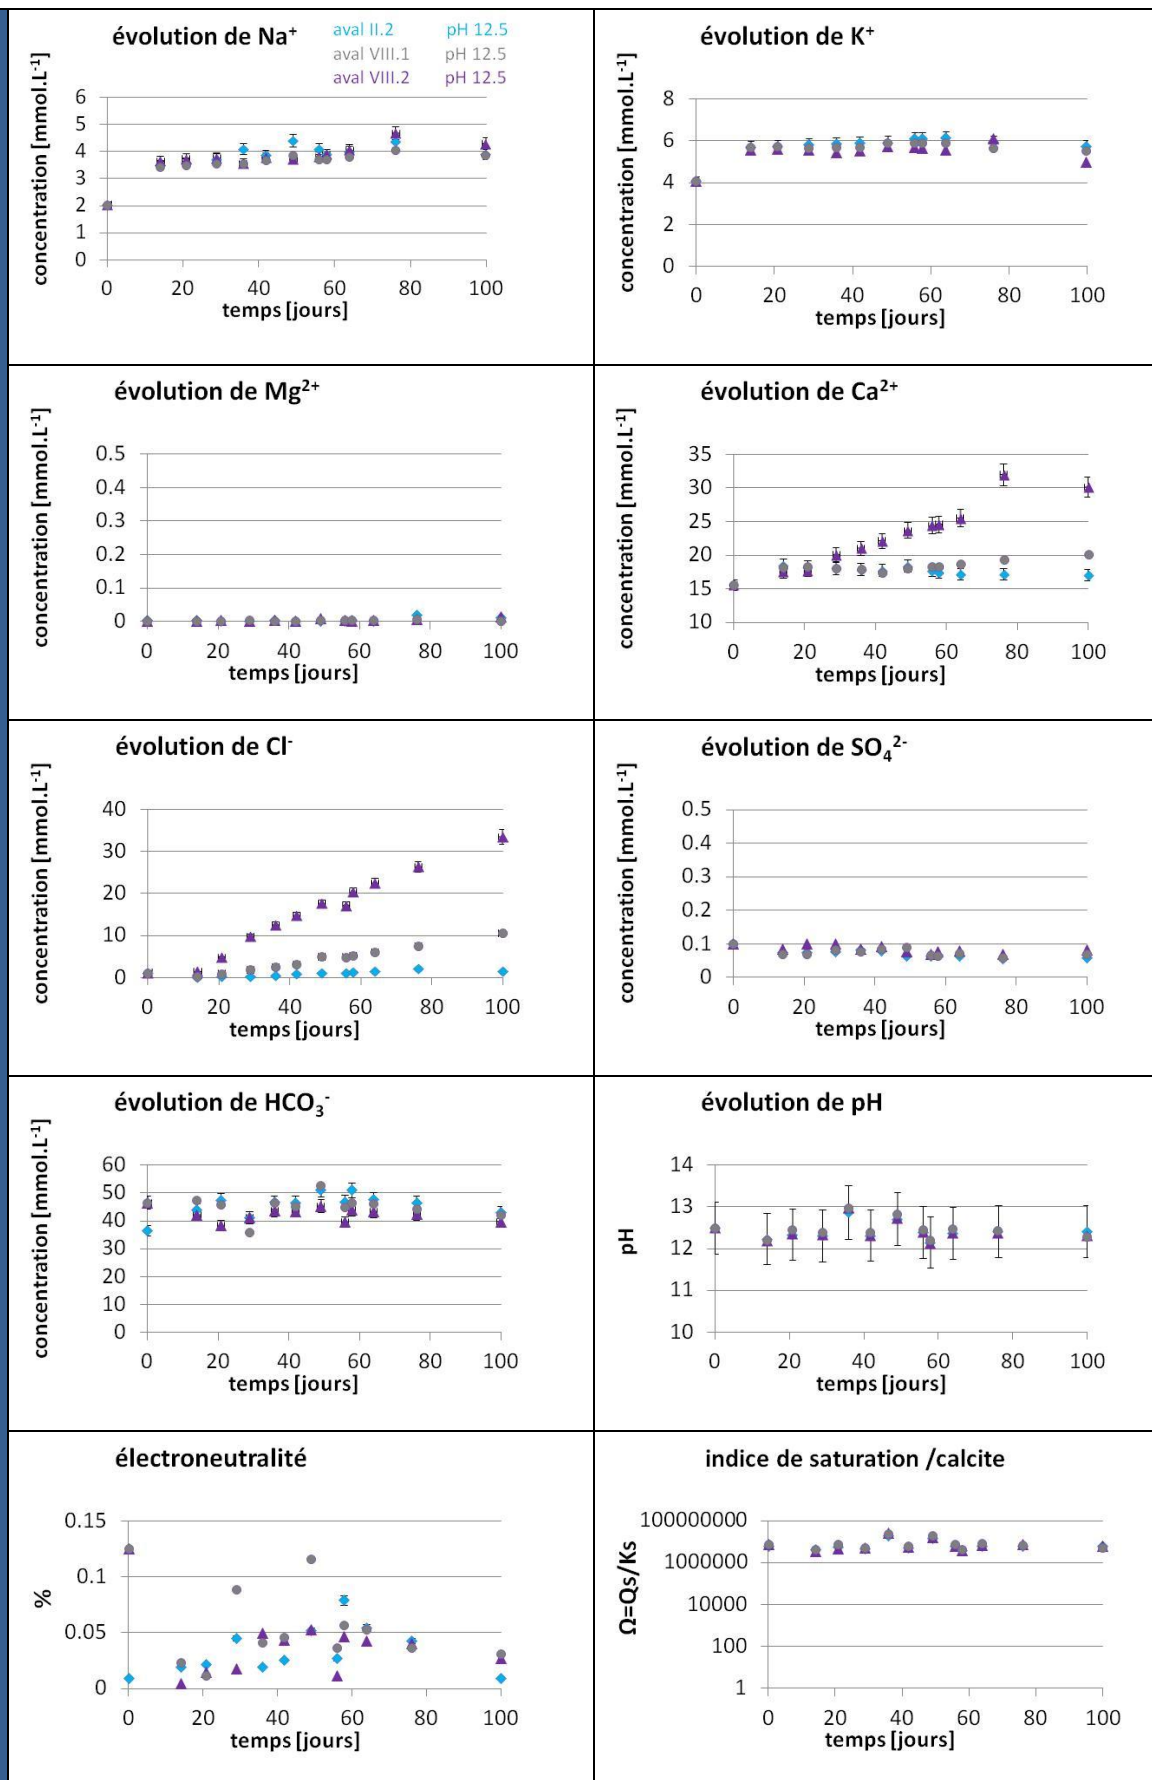 évolution de Na⁺
aval II.2 pH 12.5
aval VIII.1 pH 12.5
aval VIII.2 pH 12.5
concentration [mmol.L⁻¹]
6
5
4
3
2
1
0
0 20 40 60 80 100
temps [jours]
évolution de K⁺
concentration [mmol.L⁻¹]
8
6
4
2
0
0 20 40 60 80 100
temps [jours]
évolution de Mg²⁺
concentration [mmol.L⁻¹]
0.5
0.4
0.3
0.2
0.1
0
0 20 40 60 80 100
temps [jours]
évolution de Ca²⁺
concentration [mmol.L⁻¹]
35
30
25
20
15
10
0 20 40 60 80 100
temps [jours]
évolution de Cl⁻
concentration [mmol.L⁻¹]
40
30
20
10
0
0 20 40 60 80 100
temps [jours]
évolution de SO₄²⁻
concentration [mmol.L⁻¹]
0.5
0.4
0.3
0.2
0.1
0
0 20 40 60 80 100
temps [jours]
évolution de HCO₃⁻
concentration [mmol.L⁻¹]
60
50
40
30
20
10
0
0 20 40 60 80 100
temps [jours]
évolution de pH
pH
14
13
12
11
10
0 20 40 60 80 100
temps [jours]
électroneutralité
%
0.15
0.1
0.05
0
0 20 40 60 80 100
temps [jours]
indice de saturation /calcite
Ω=Qs/Ks
100000000
1000000
10000
100
1
0 20 40 60 80 100
temps [jours]